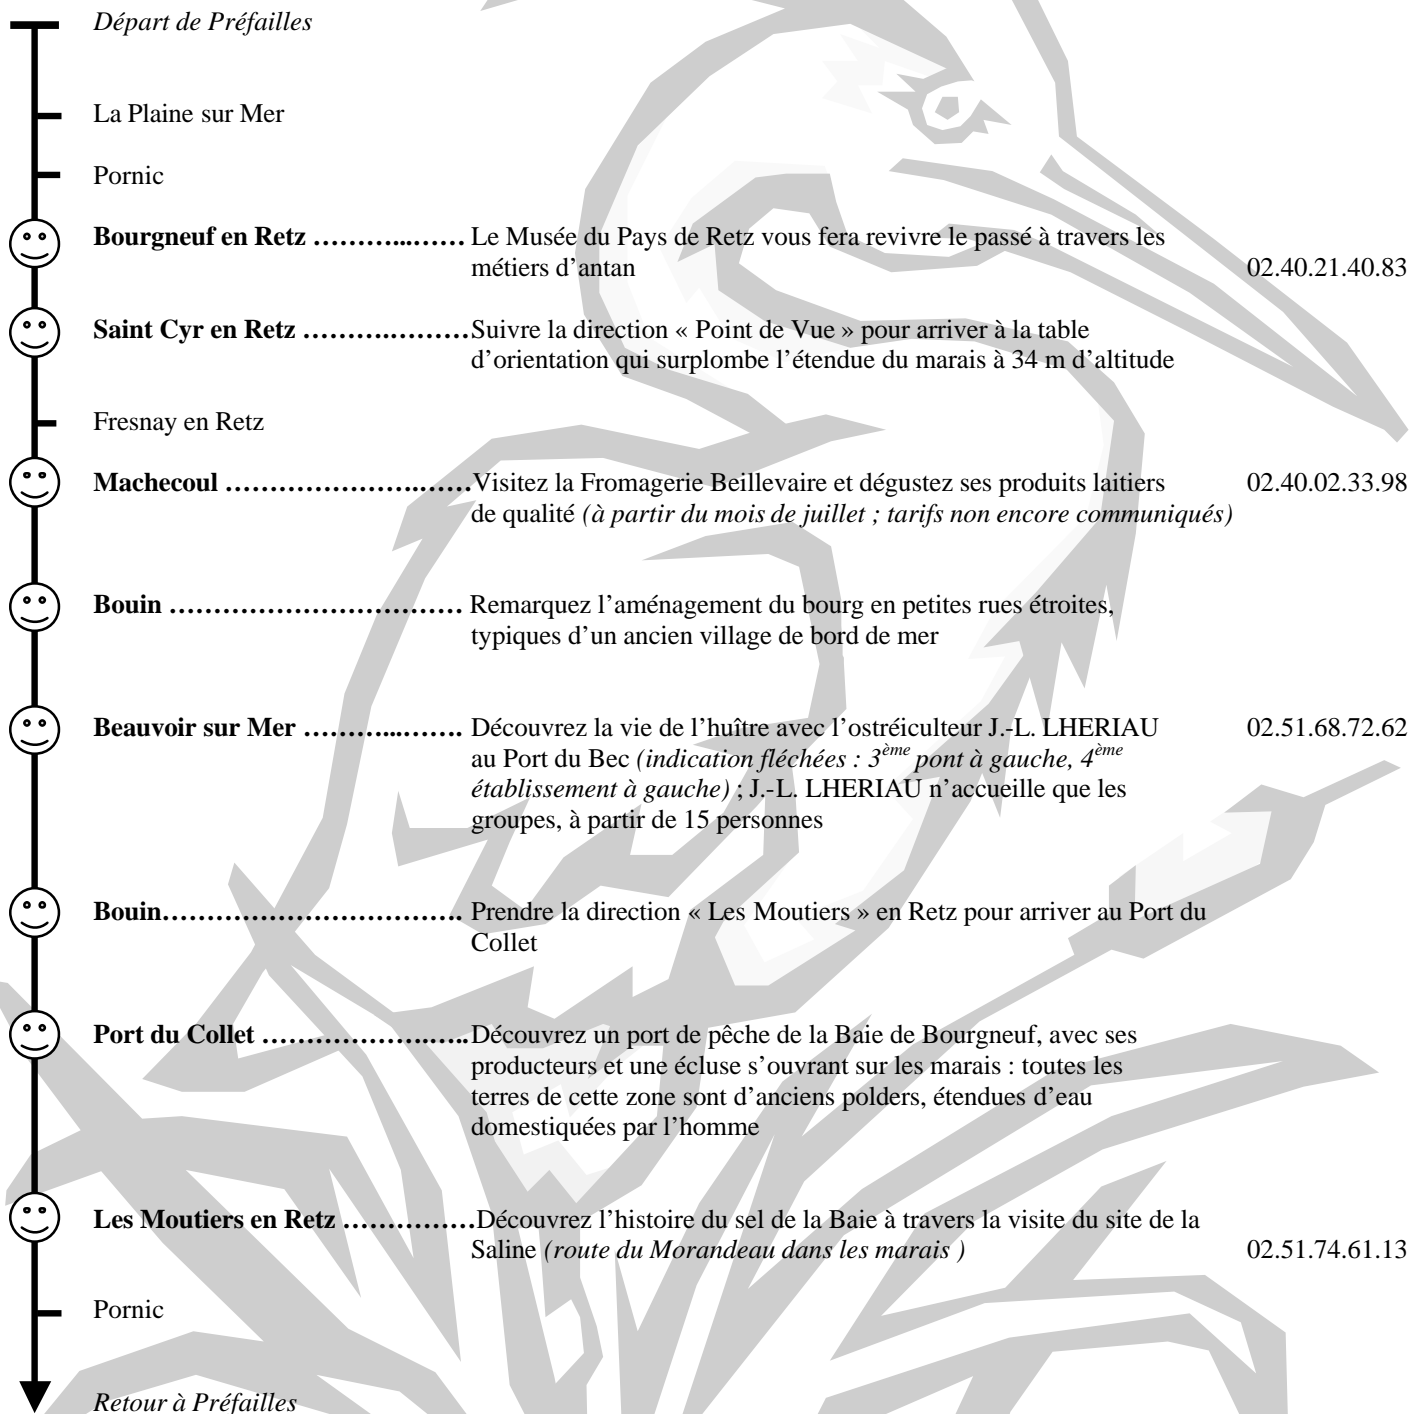 Départ de Préfailles
La Plaine sur Mer
Pornic
Bourgneuf en Retz ………...…… Le Musée du Pays de Retz vous fera revivre le passé à travers les
métiers d’antan 02.40.21.40.83
Saint Cyr en Retz ……….………Suivre la direction « Point de Vue » pour arriver à la table
d’orientation qui surplombe l’étendue du marais à 34 m d’altitude
Fresnay en Retz
Machecoul ………………….……Visitez la Fromagerie Beillevaire et dégustez ses produits laitiers 02.40.02.33.98
de qualité (à partir du mois de juillet ; tarifs non encore communiqués)
Bouin …………………………… Remarquez l’aménagement du bourg en petites rues étroites,
typiques d’un ancien village de bord de mer
Beauvoir sur Mer ………...……. Découvrez la vie de l’huître avec l’ostréiculteur J.-L. LHERIAU 02.51.68.72.62
au Port du Bec (indication fléchées : 3ème pont à gauche, 4ème
établissement à gauche) ; J.-L. LHERIAU n’accueille que les
groupes, à partir de 15 personnes
Bouin……………………………. Prendre la direction « Les Moutiers » en Retz pour arriver au Port du
Collet
Port du Collet ……………….…..Découvrez un port de pêche de la Baie de Bourgneuf, avec ses
producteurs et une écluse s’ouvrant sur les marais : toutes les
terres de cette zone sont d’anciens polders, étendues d’eau
domestiquées par l’homme
Les Moutiers en Retz ……………Découvrez l’histoire du sel de la Baie à travers la visite du site de la
Saline (route du Morandeau dans les marais ) 02.51.74.61.13
Pornic
Retour à Préfailles